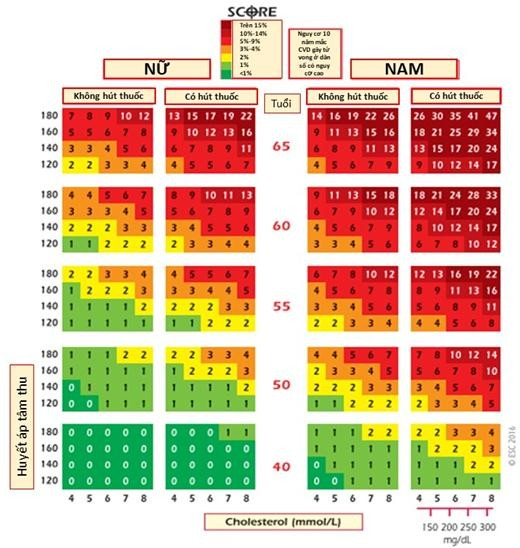 SCORE
Trên 15%
10%-14%
5%-9%
3%-4%
2%
1%
<1%
Nguy cơ 10
năm mắc
CVD gây tử
vong ở dân
số có nguy
cơ cao
NỮ NAM
Không hút thuốc Có hút thuốc Tuổi Không hút thuốc Có hút thuốc
180 7 8 9 10 12 13 15 17 19 22 14 16 19 22 26 26 30 35 41 47
160 5 5 6 7 8 9 10 12 13 16 9 11 13 15 16 18 21 25 29 34
65
140 3 3 4 5 6 6 7 8 9 11 6 8 9 11 13 13 15 17 20 24
120 2 2 3 3 4 4 5 5 6 7 4 5 6 7 9 9 10 12 14 17
180 4 4 5 6 7 8 9 10 11 13 9 11 13 15 18 18 21 24 28 33
160 3 3 3 4 5 5 6 7 8 9 6 7 9 10 12 12 14 17 20 24
60
140 2 2 2 3 3 3 4 5 5 6 4 5 6 7 9 8 10 12 14 17
120 1 1 2 2 2 2 3 3 4 4 3 3 4 5 6 6 7 8 10 12
180 2 2 3 3 4 4 5 5 6 7 6 7 8 10 12 12 13 16 19 22
160 1 2 2 2 3 3 3 4 4 5 4 5 6 7 8 8 9 11 13 16
55
140 1 1 1 1 2 2 2 2 3 3 3 3 4 5 6 5 6 8 9 11
120 1 1 1 1 1 1 1 2 2 2 2 2 3 3 4 4 4 5 6 8
180 1 1 1 2 2 2 2 3 3 4 4 4 5 6 7 7 8 10 12 14
160 1 1 1 1 1 1 2 2 2 3 2 3 3 4 5 5 6 7 8 10
50
140 0 1 1 1 1 1 1 1 1 2 2 2 2 3 3 3 4 5 6 7
120 0 0 1 1 1 1 1 1 1 1 1 1 2 2 2 2 3 3 4 5
180 0 0 0 0 0 0 0 0 1 1 1 1 1 2 2 2 2 3 3 4
160 0 0 0 0 0 0 0 0 0 0 1 1 1 1 1 1 2 2 2 3
40
140 0 0 0 0 0 0 0 0 0 0 0 1 1 1 1 1 1 1 2 2
120 0 0 0 0 0 0 0 0 0 0 0 0 1 1 1 1 1 1 1 1
4 5 6 7 8 4 5 6 7 8 4 5 6 7 8 4 5 6 7 8
Huyết áp tâm thu
Cholesterol (mmol/L)
150 200 250 300
mg/dL
© ESC 2016